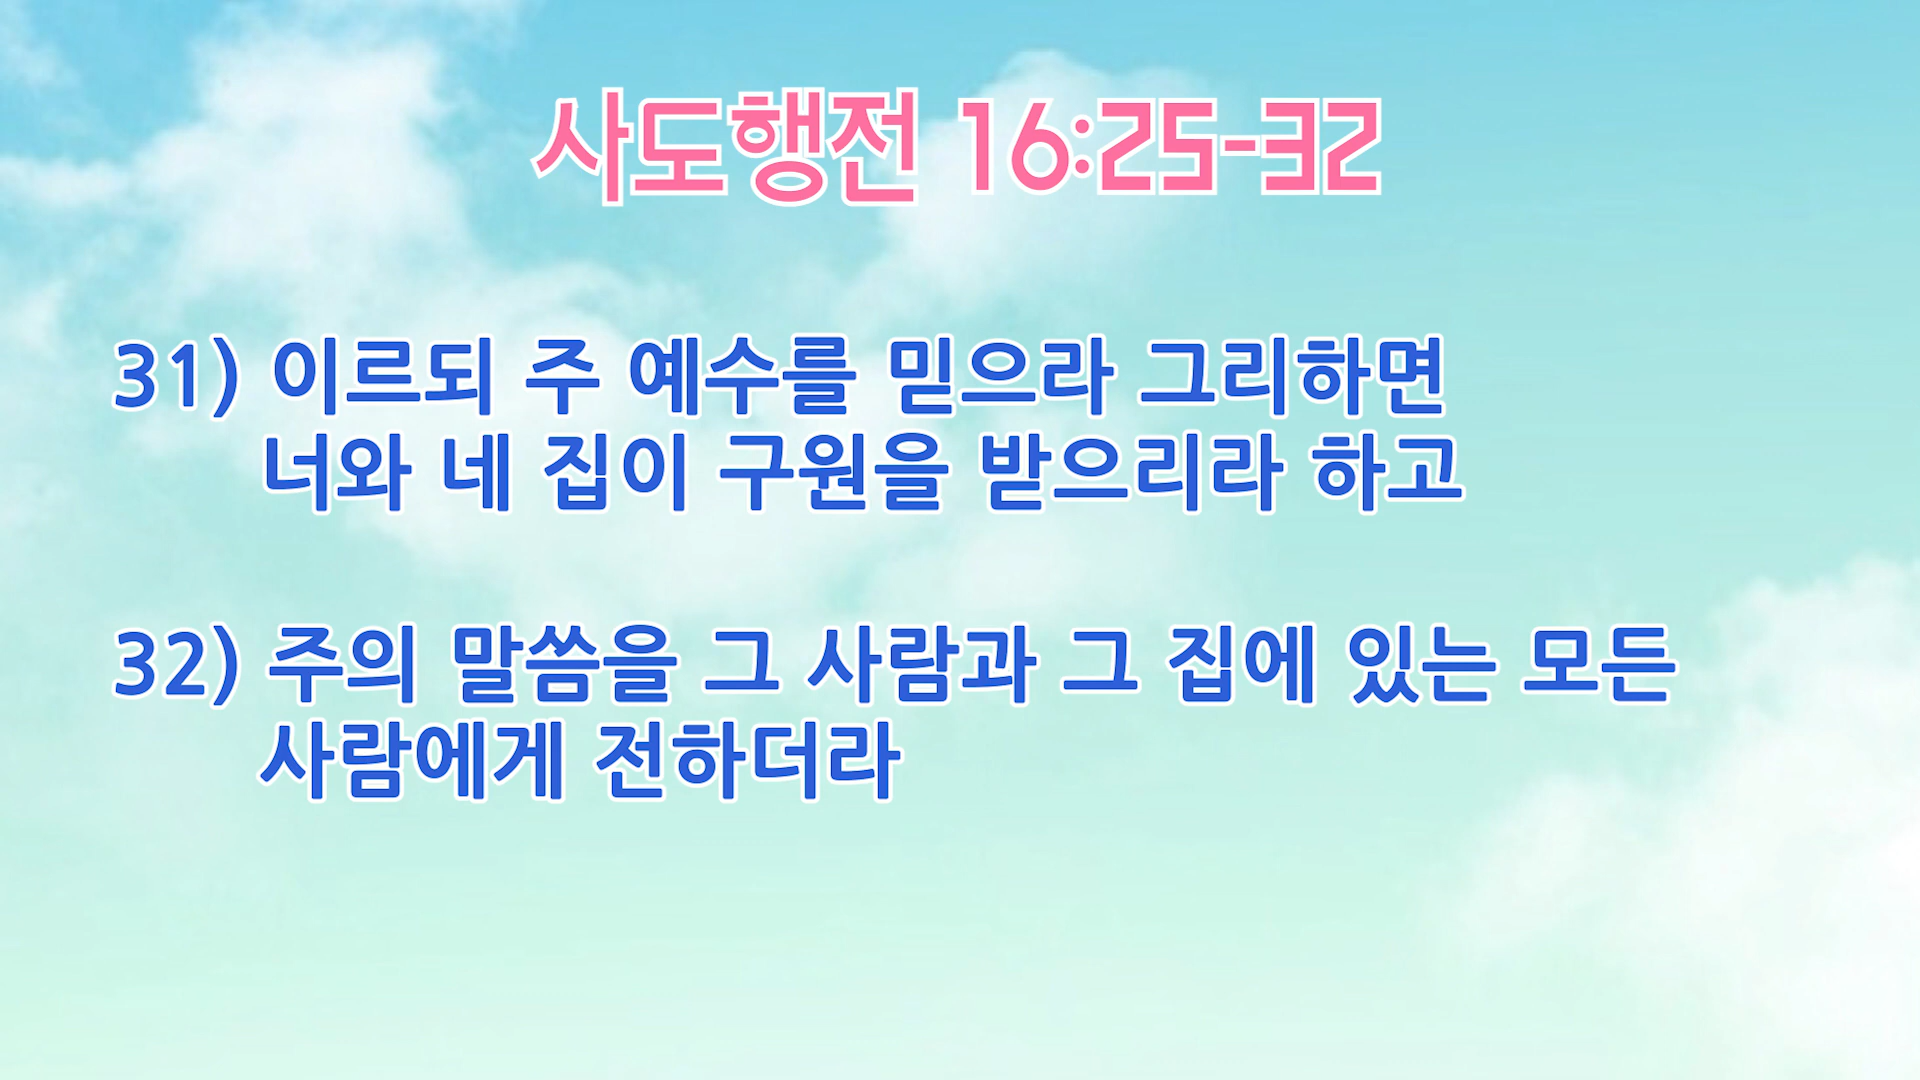 사도행전 16:25-32
31) 이르되 주 예수를 믿으라 그리하면
너와 네 집이 구원을 받으리라 하고
32) 주의 말씀을 그 사람과 그 집에 있는 모든
사람에게 전하더라